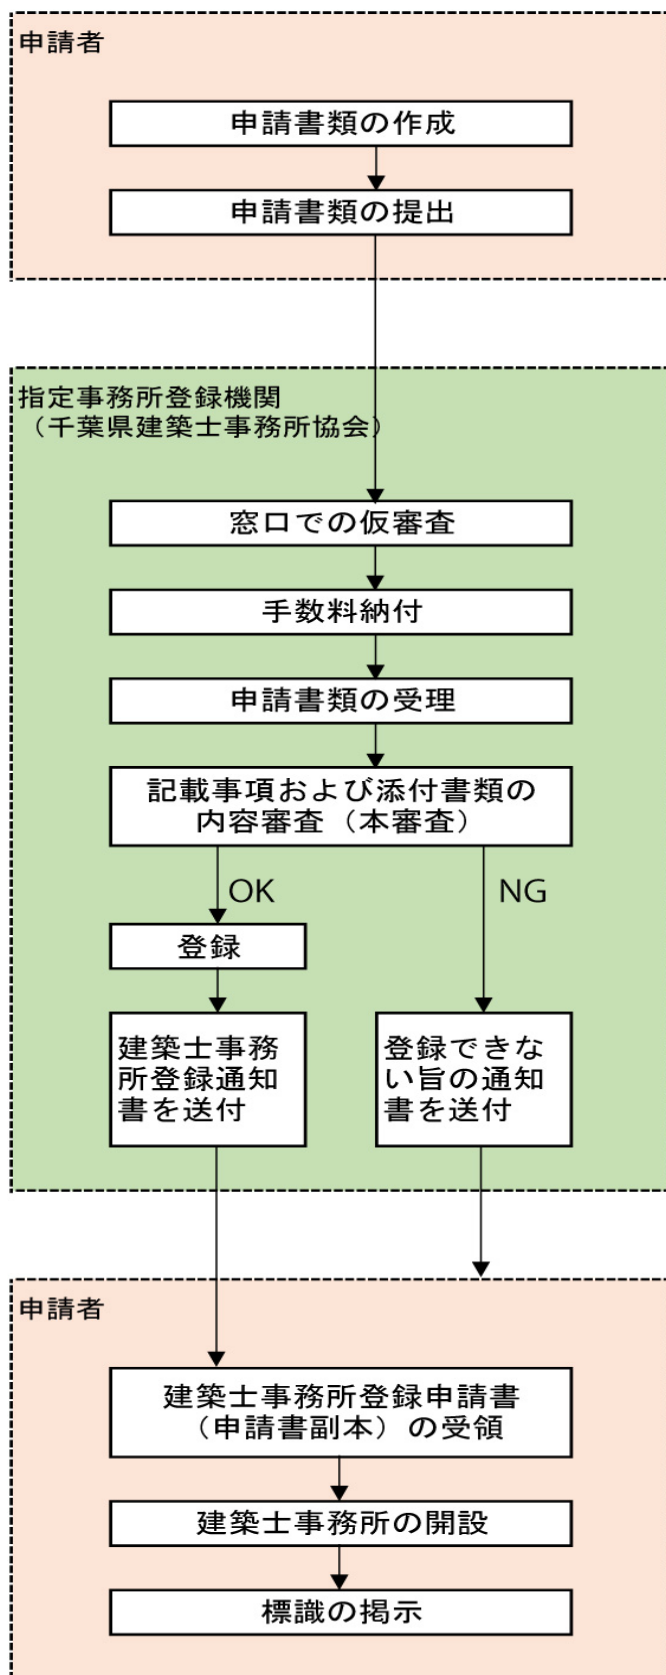 申請者
申請書類の作成
申請書類の提出
指定事務所登録機関
（千葉県建築士事務所協会）
窓口での仮審査
手数料納付
申請書類の受理
記載事項および添付書類の
内容審査（本審査）
OK
NG
登録
建築士事務
所登録通知
書を送付
登録できな
い旨の通知
書を送付
申請者
建築士事務所登録申請書
（申請書副本）の受領
建築士事務所の開設
標識の掲示